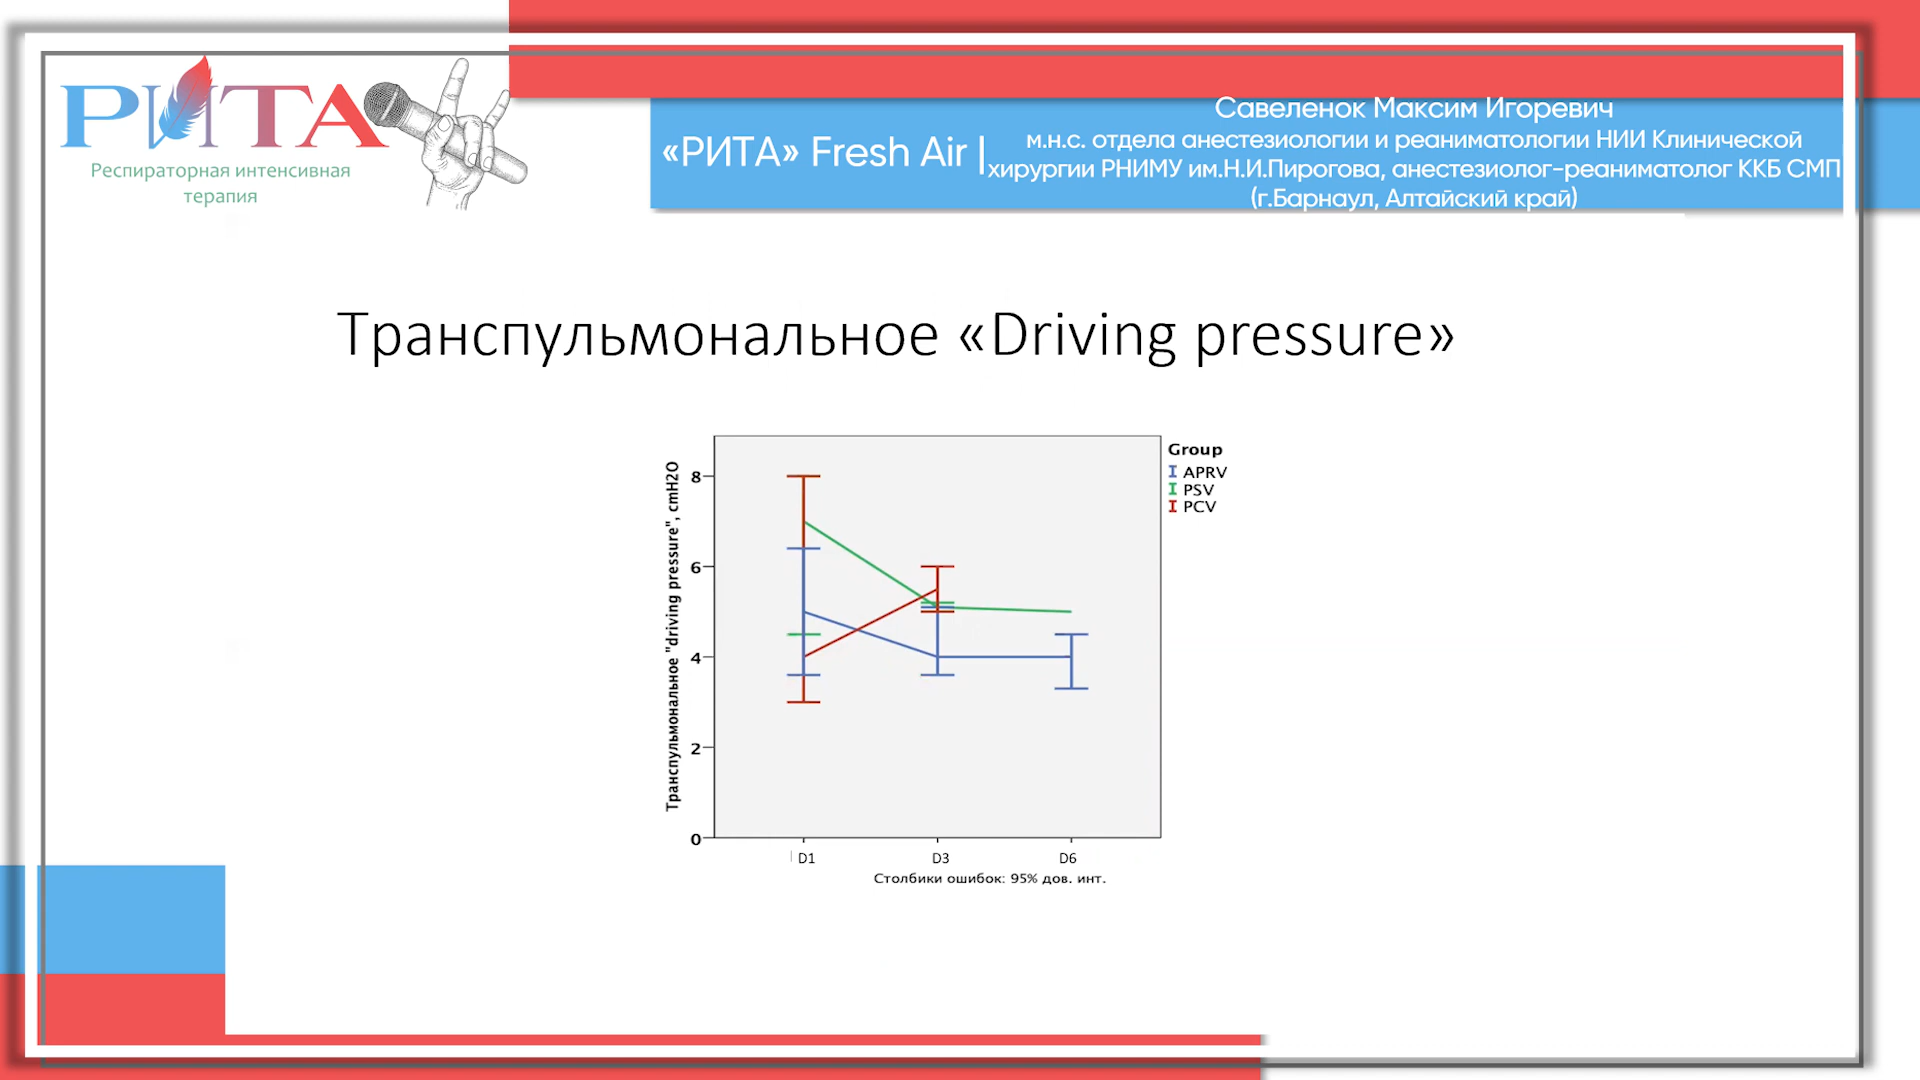 РИТА
Респираторная интенсивная
терапия
«РИТА» Fresh Air |
Савеленок Максим Игоревич
м.н.с. отдела анестезиологии и реаниматологии НИИ Клинической
хирургии РНИМУ им.Н.И.Пирогова, анестезиолог-реаниматолог ККБ СМП
(г.Барнаул, Алтайский край)
Транспульмональное «Driving pressure»
Транспульмональное "driving pressure", cmH2O
8
6
4
2
0
D1 D3 D6
Столбики ошибок: 95% дов. инт.
Group
APRV
PSV
PCV